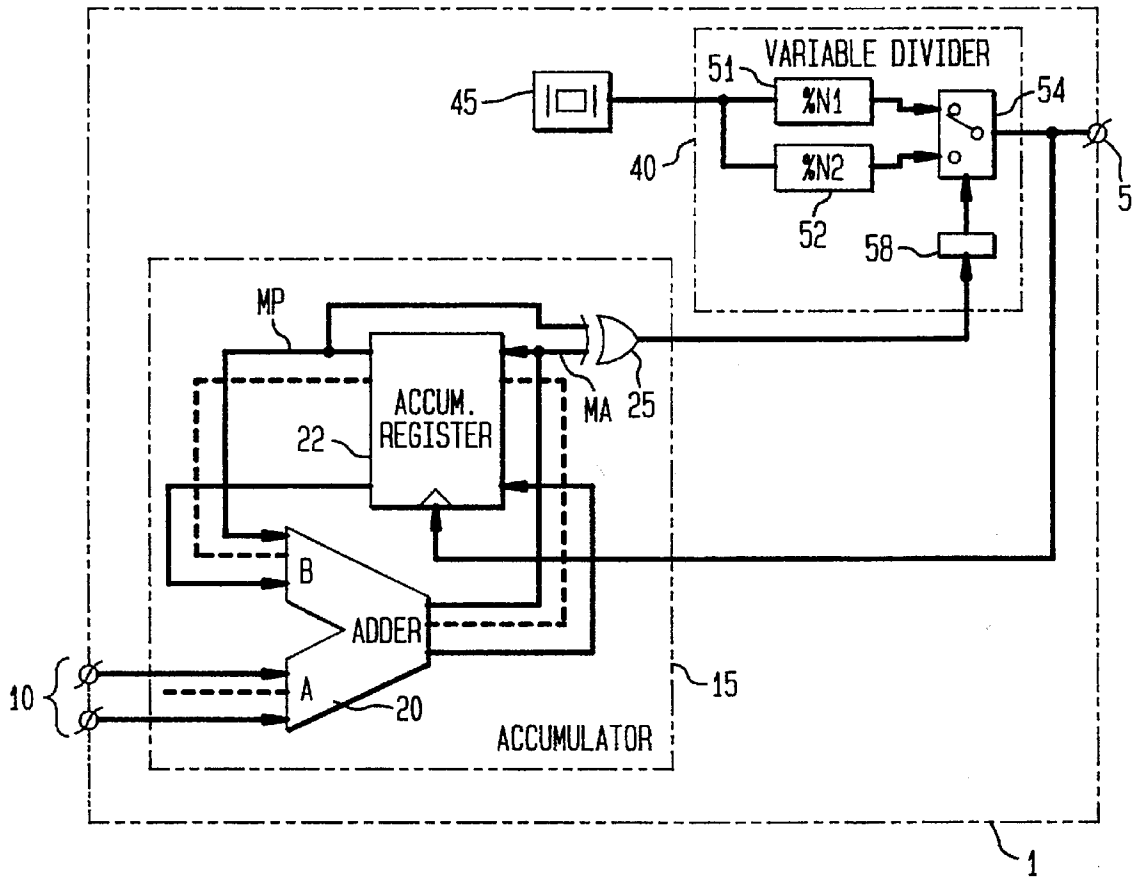 VARIABLE DIVIDER
51
54
45
%N1
40
%N2
5
52
58
MP
MA
25
ACCUM.
REGISTER
22
B
ADDER
10
A
20
15
ACCUMULATOR
1